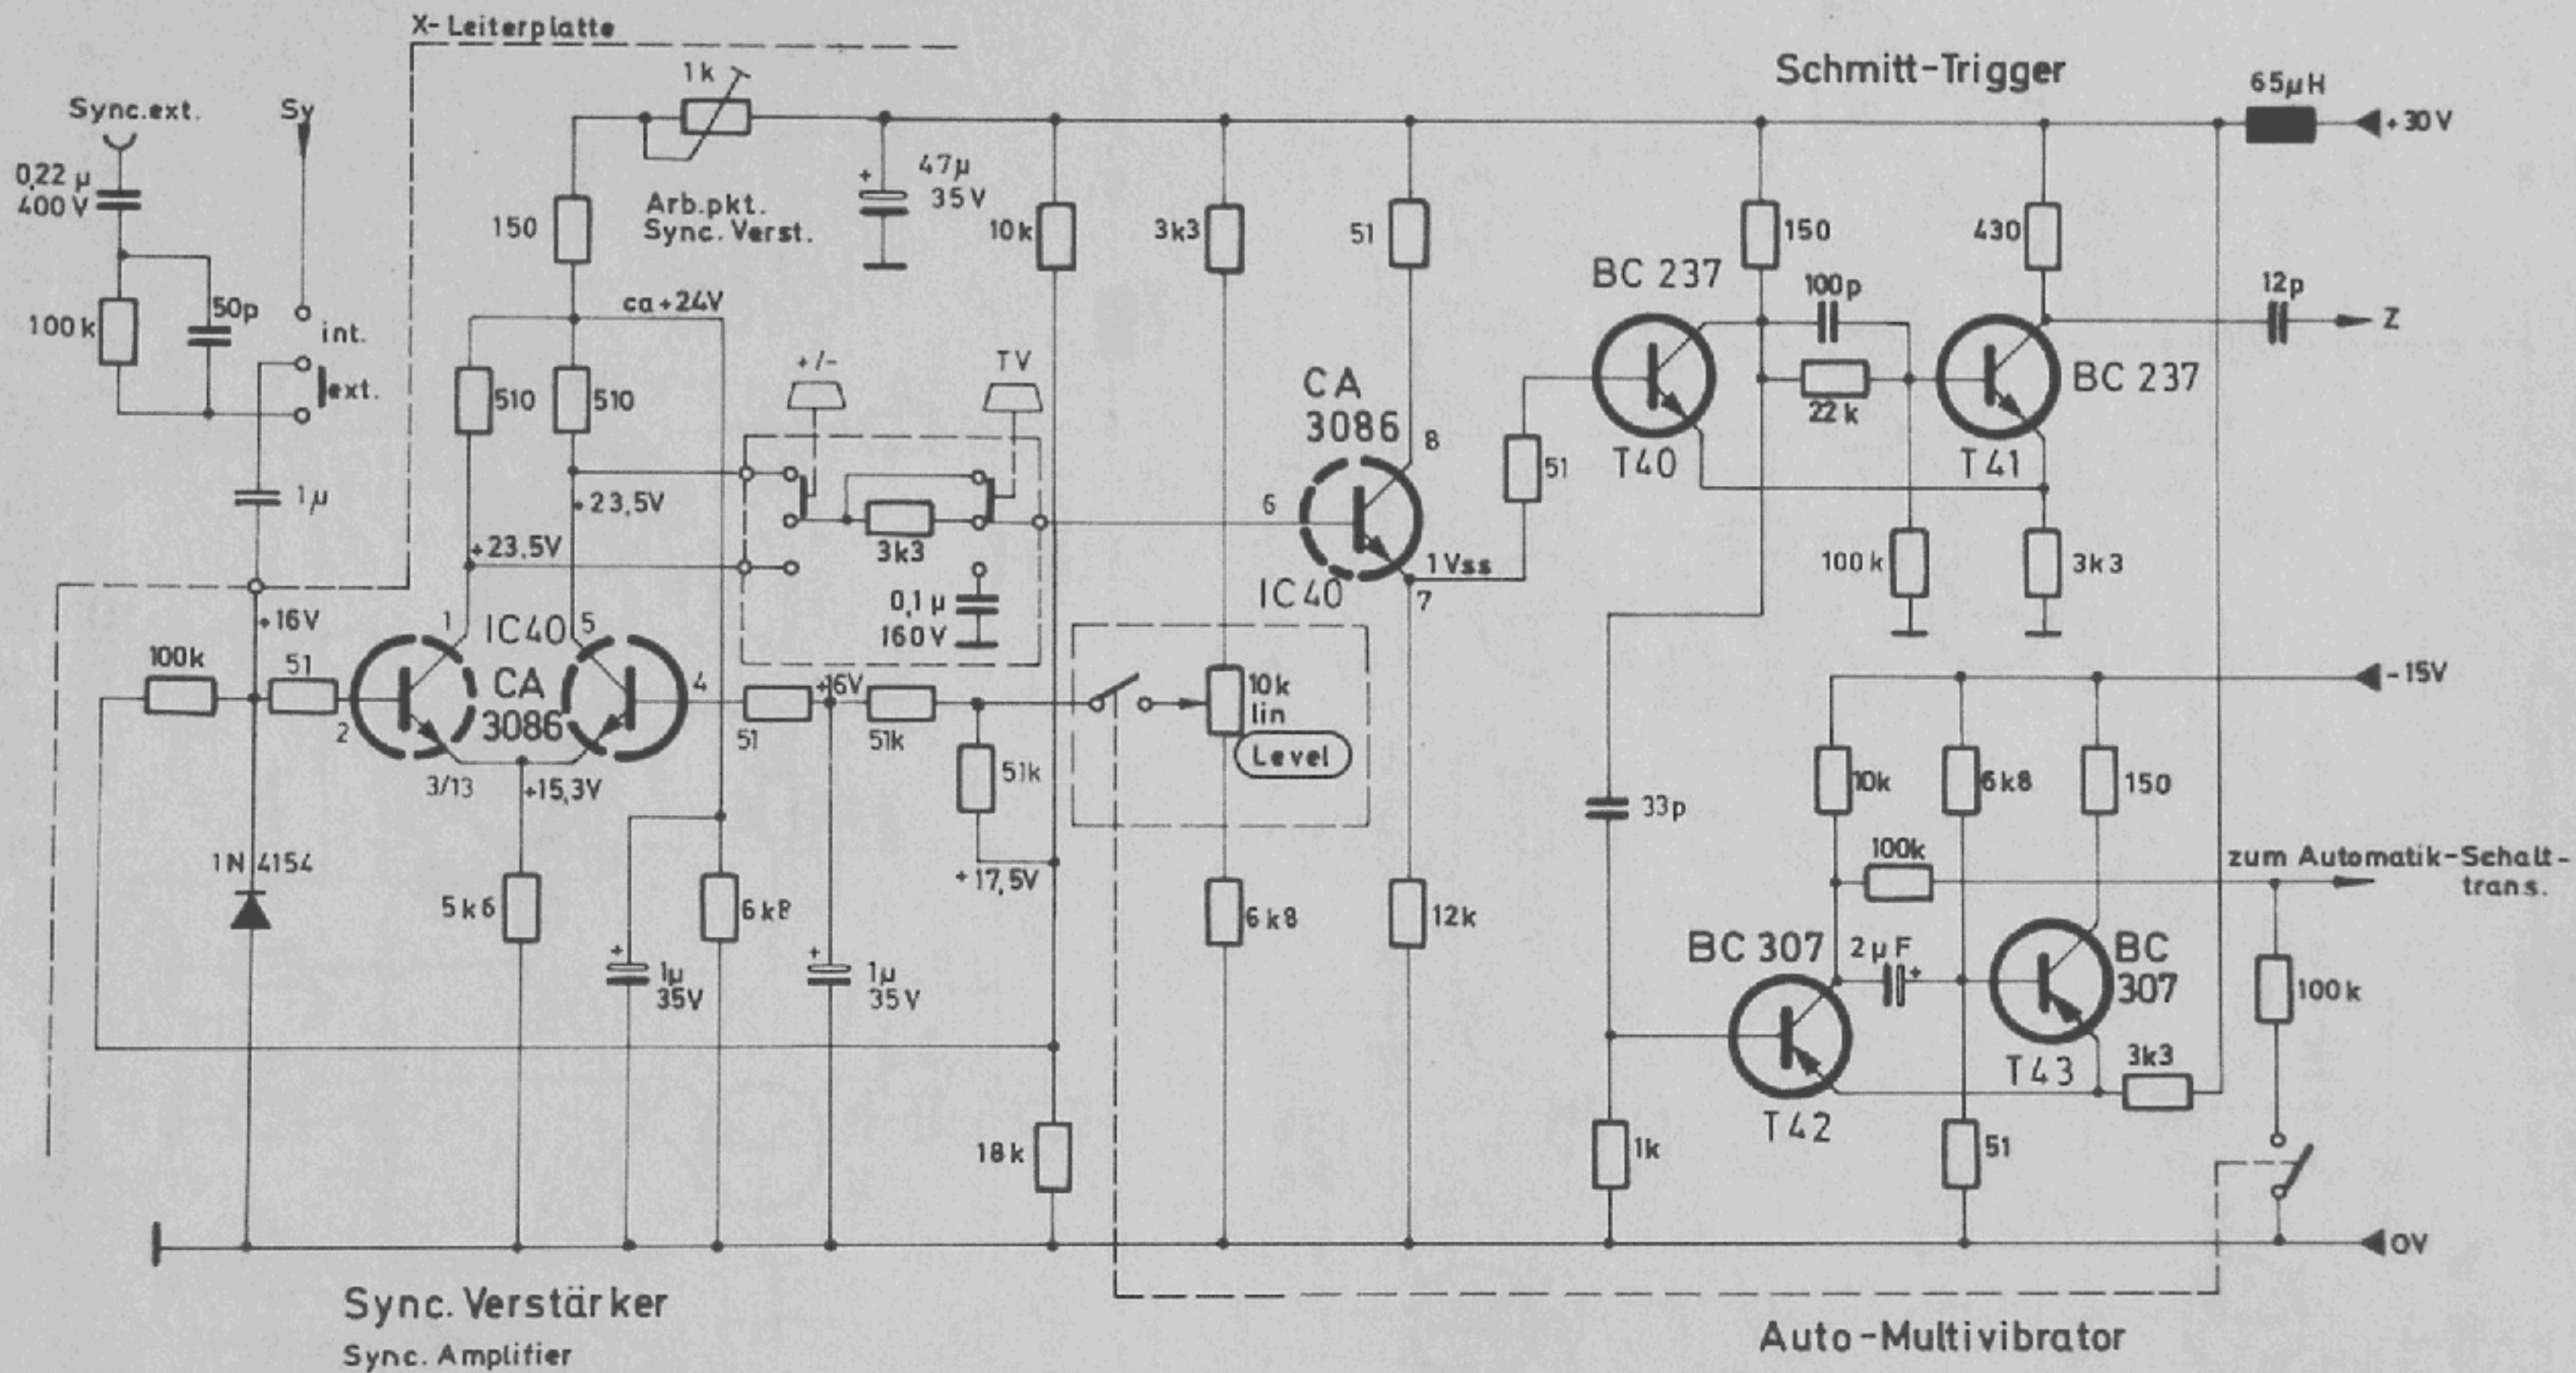 X-Leiterplatte
1k
Schmitt-Trigger
65µH
Sync.ext.
Sy
+30V
0,22 µ
400V
47µ
35V
150
Arb.pkt.
Sync. Verst.
10k
3k3
51
150
430
BC 237
100p
12p
ca+24V
50p
100k
int.
Z
+/-
TV
ext.
510
510
CA
3086
8
22k
BC 237
T40
T41
51
1µ
+23,5V
6
3k3
+23,5V
1Vss
7
IC40
100k
3k3
0,1 µ
160V
+16V
1
IC40
5
100k
51
CA
3086
2
4
+16V
51
51k
10k
lin
Level
-15V
3/13
+15,3V
51k
33p
10k
6k8
150
1N4154
+17,5V
100k
zum Automatik-Schalt-
trans.
5k6
6k8
6k8
12k
BC 307
2µF
+
BC
307
+
1µ
35V
+
1µ
35V
100k
T43
3k3
T42
18k
1k
51
0V
Sync. Verstärker
Sync. Amplifier
Auto-Multivibrator